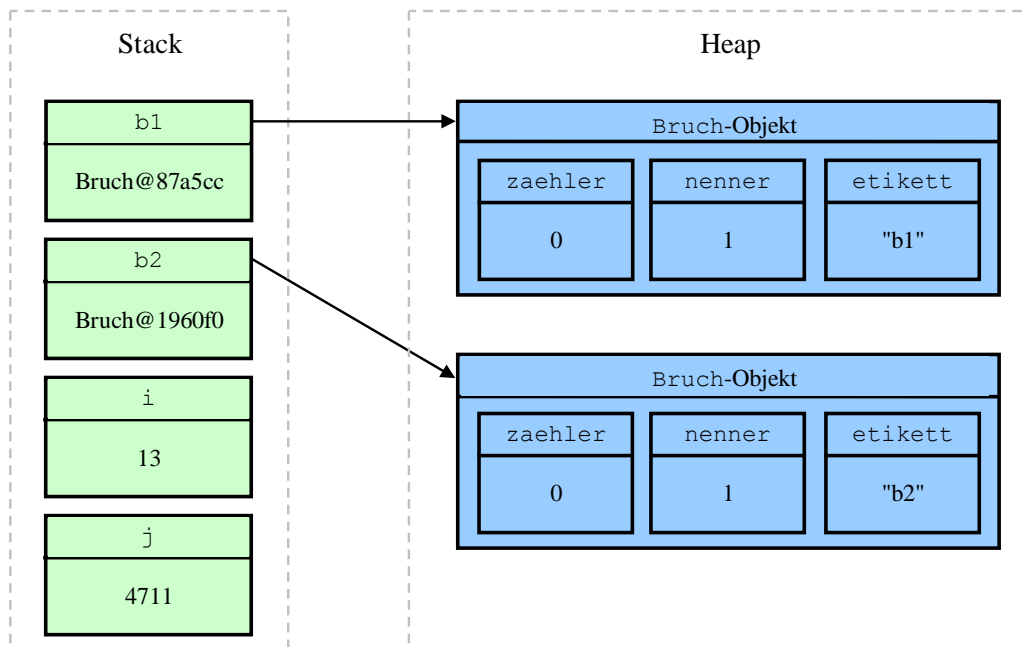 Stack
b1
Bruch@87a5cc
b2
Bruch@1960f0
i
13
j
4711
Heap
Bruch-Objekt
zaehler nenner etikett
0 1 "b1"
Bruch-Objekt
zaehler nenner etikett
0 1 "b2"